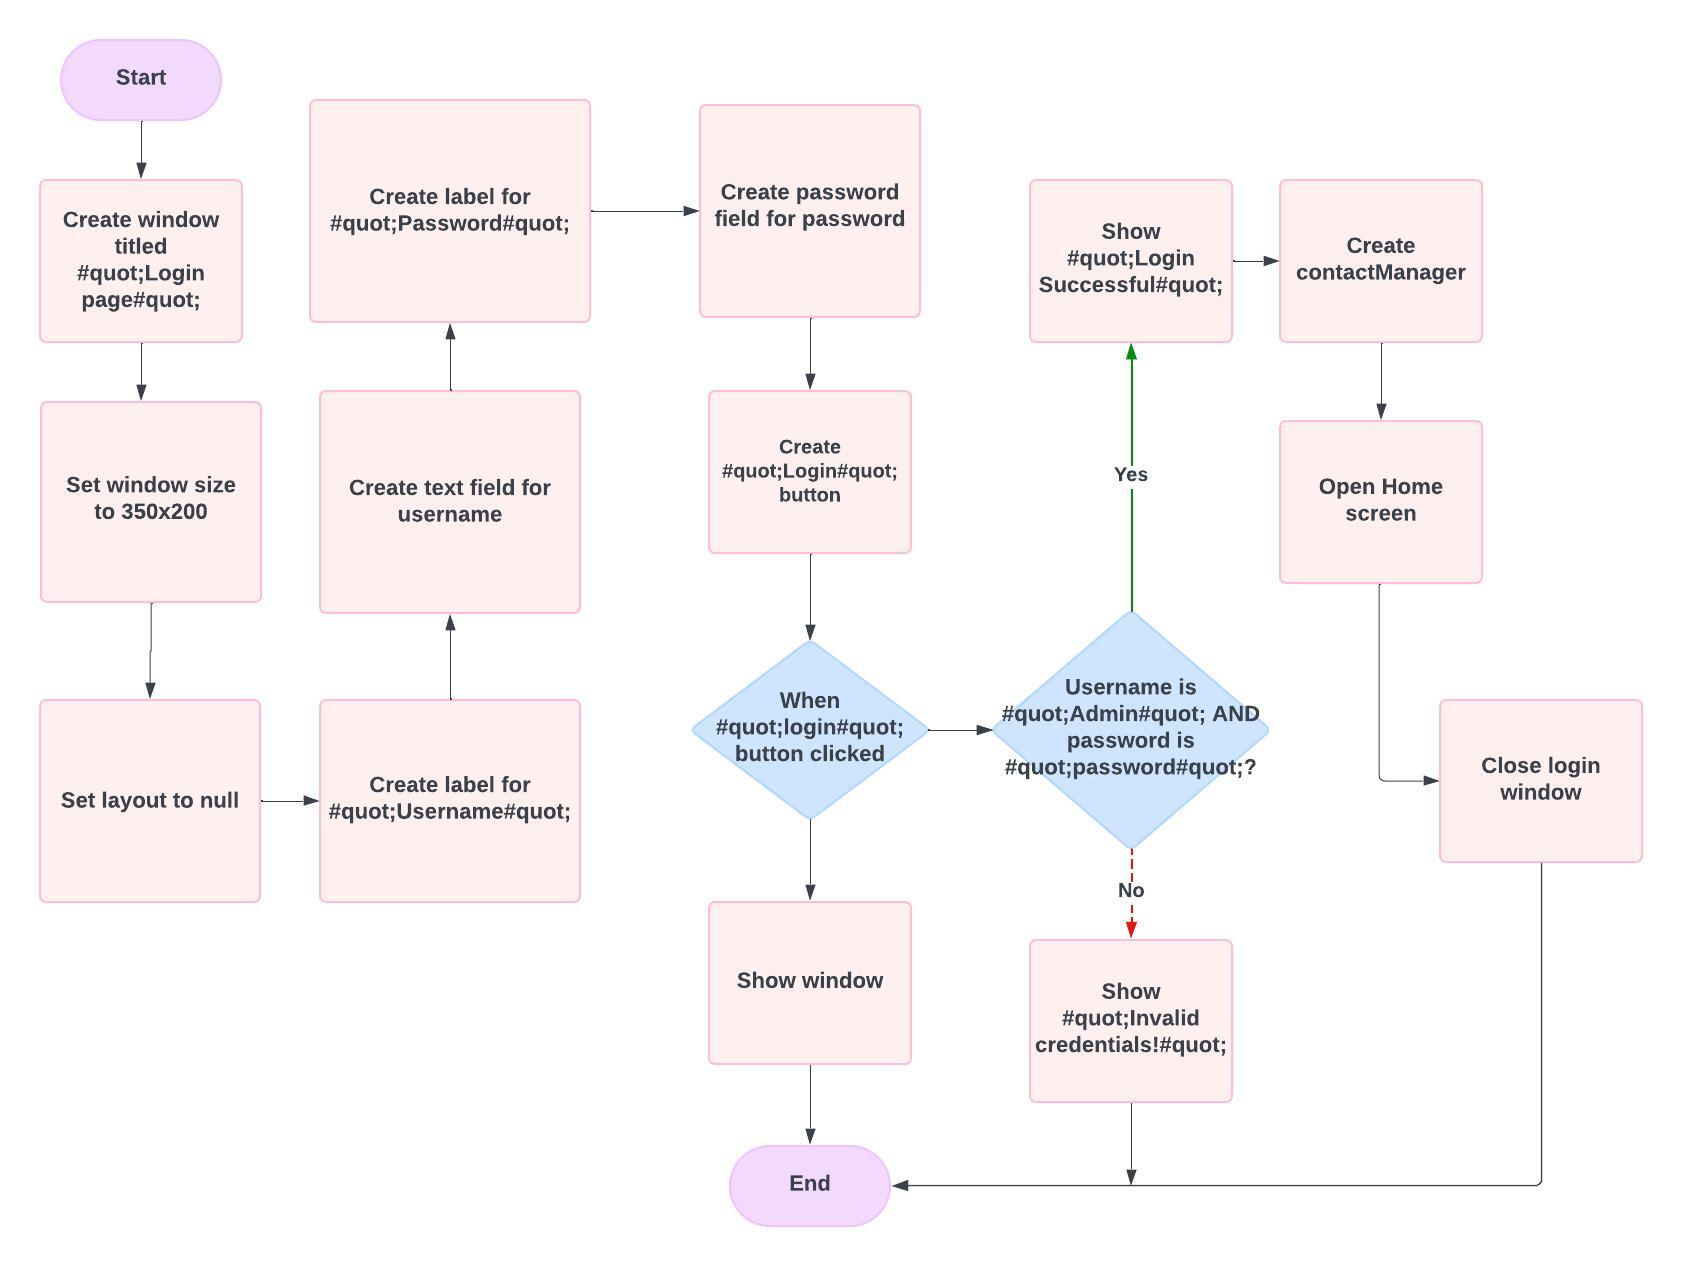 Start
Create window
titled
#quot;Login
page#quot;
Set window size
to 350x200
Set layout to null
Create label for
#quot;Username#quot;
Create text field for
username
Create label for
#quot;Password#quot;
Create password
field for password
Create
#quot;Login#quot;
button
When
#quot;login#quot;
button clicked
Show window
End
Username is
#quot;Admin#quot; AND
password is
#quot;password#quot;?
Yes
Show
#quot;Login
Successful#quot;
Create
contactManager
Open Home
screen
Close login
window
No
Show
#quot;Invalid
credentials!#quot;